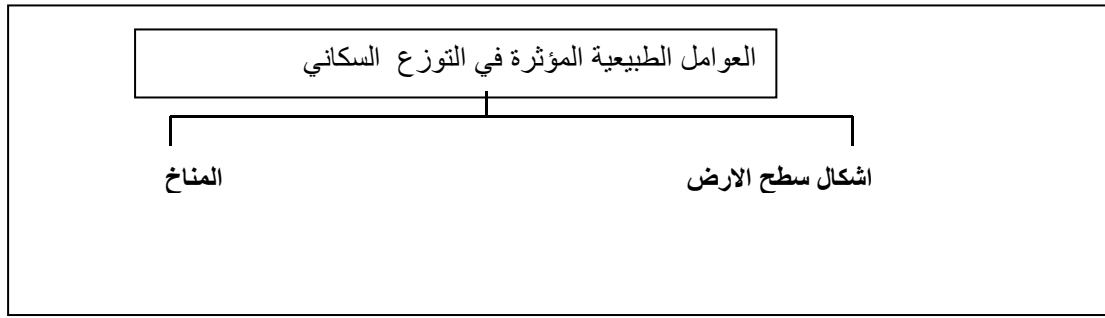 العوامل الطبيعية المؤثرة في التوزع السكاني
اشكال سطح الارض
المناخ